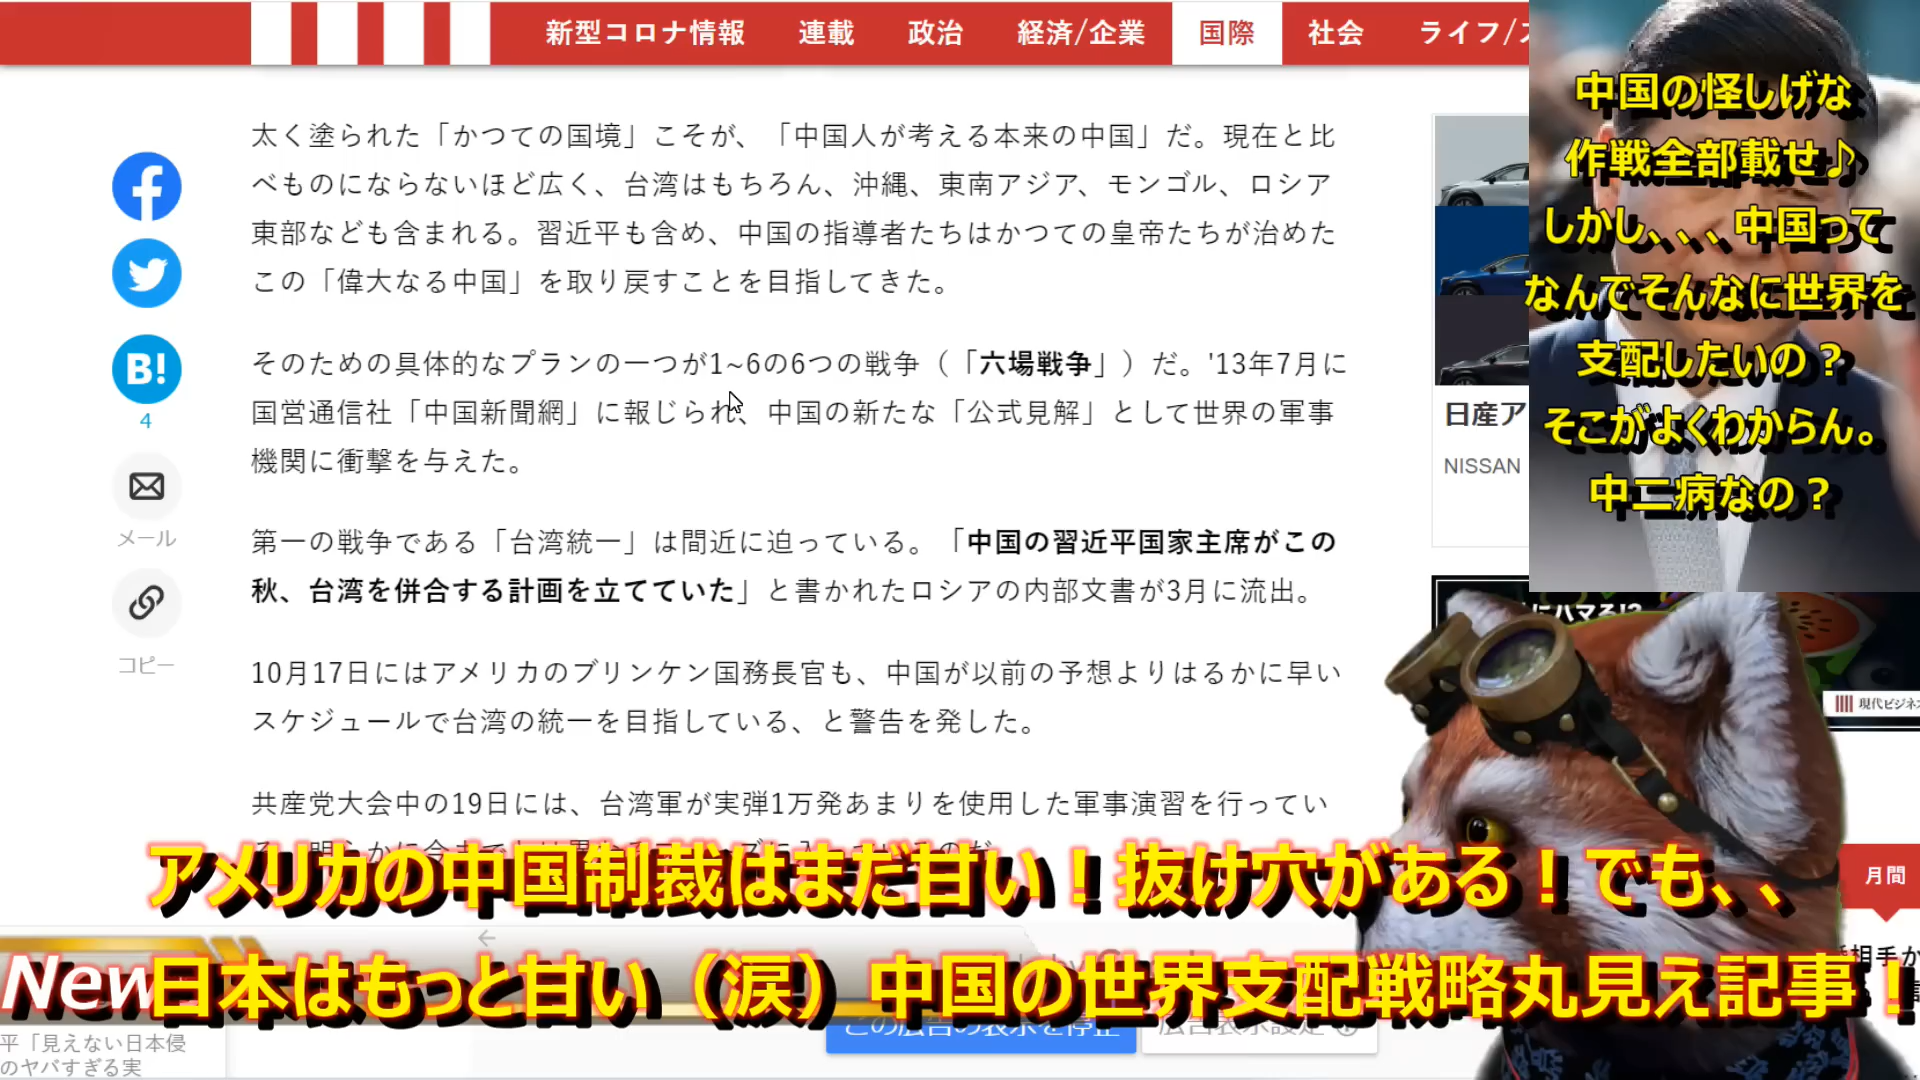 新型コロナ情報 連載 政治 経済/企業 国際 社会 ライフ/ス
中国の怪しげな
作戦全部載せ♪
しかし、、、中国って
なんでそんなに世界を
支配したいの？
そこがよくわからん。
中二病なの？
太く塗られた「かつての国境」こそが、「中国人が考える本来の中国」だ。現在と比
べものにならないほど広く、台湾はもちろん、沖縄、東南アジア、モンゴル、ロシア
東部なども含まれる。習近平も含め、中国の指導者たちはかつての皇帝たちが治めた
この「偉大なる中国」を取り戻すことを目指してきた。
そのための具体的なプランの一つが1~6の6つの戦争（「六場戦争」）だ。'13年7月に
国営通信社「中国新聞網」に報じられ、中国の新たな「公式見解」として世界の軍事
機関に衝撃を与えた。
第一の戦争である「台湾統一」は間近に迫っている。「中国の習近平国家主席がこの
秋、台湾を併合する計画を立てていた」と書かれたロシアの内部文書が3月に流出。
10月17日にはアメリカのブリンケン国務長官も、中国が以前の予想よりはるかに早い
スケジュールで台湾の統一を目指している、と警告を発した。
共産党大会中の19日には、台湾軍が実弾1万発あまりを使用した軍事演習を行ってい
B!
4
メール
コピー
日産ア
NISSAN
にハマる!?
現代ビジネス
月間
相手か
アメリカの中国制裁はまだ甘い！抜け穴がある！でも、、
New
日本はもっと甘い（涙）中国の世界支配戦略丸見え記事！
この広告の表示を停止
広告表示設定
平「見えない日本侵
のヤバすぎる実